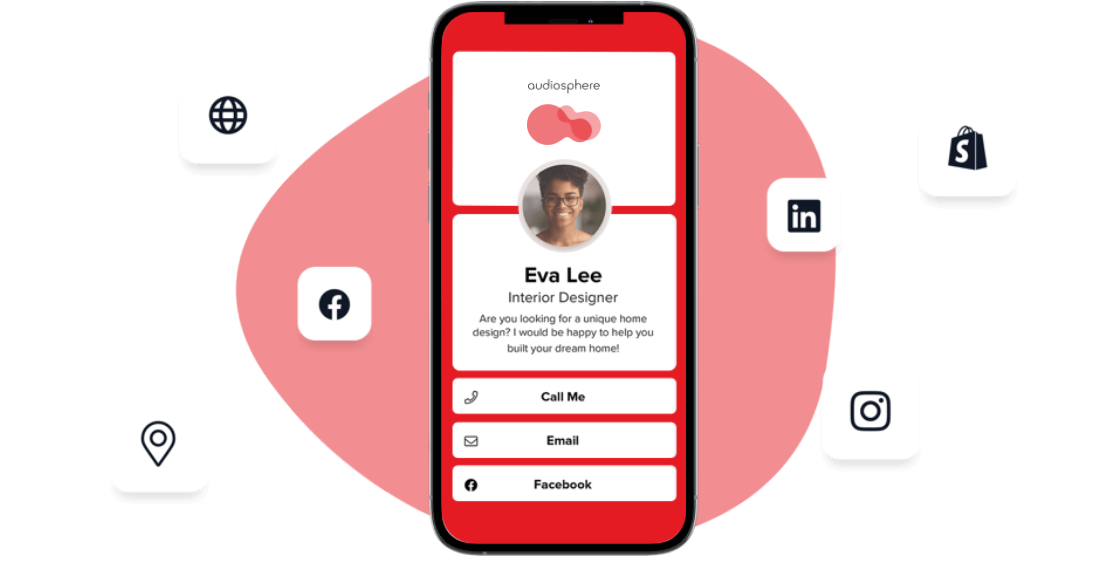 audiosphere
Eva Lee
Interior Designer
Are you looking for a unique home
design? I would be happy to help you
built your dream home!
Call Me
Email
Facebook